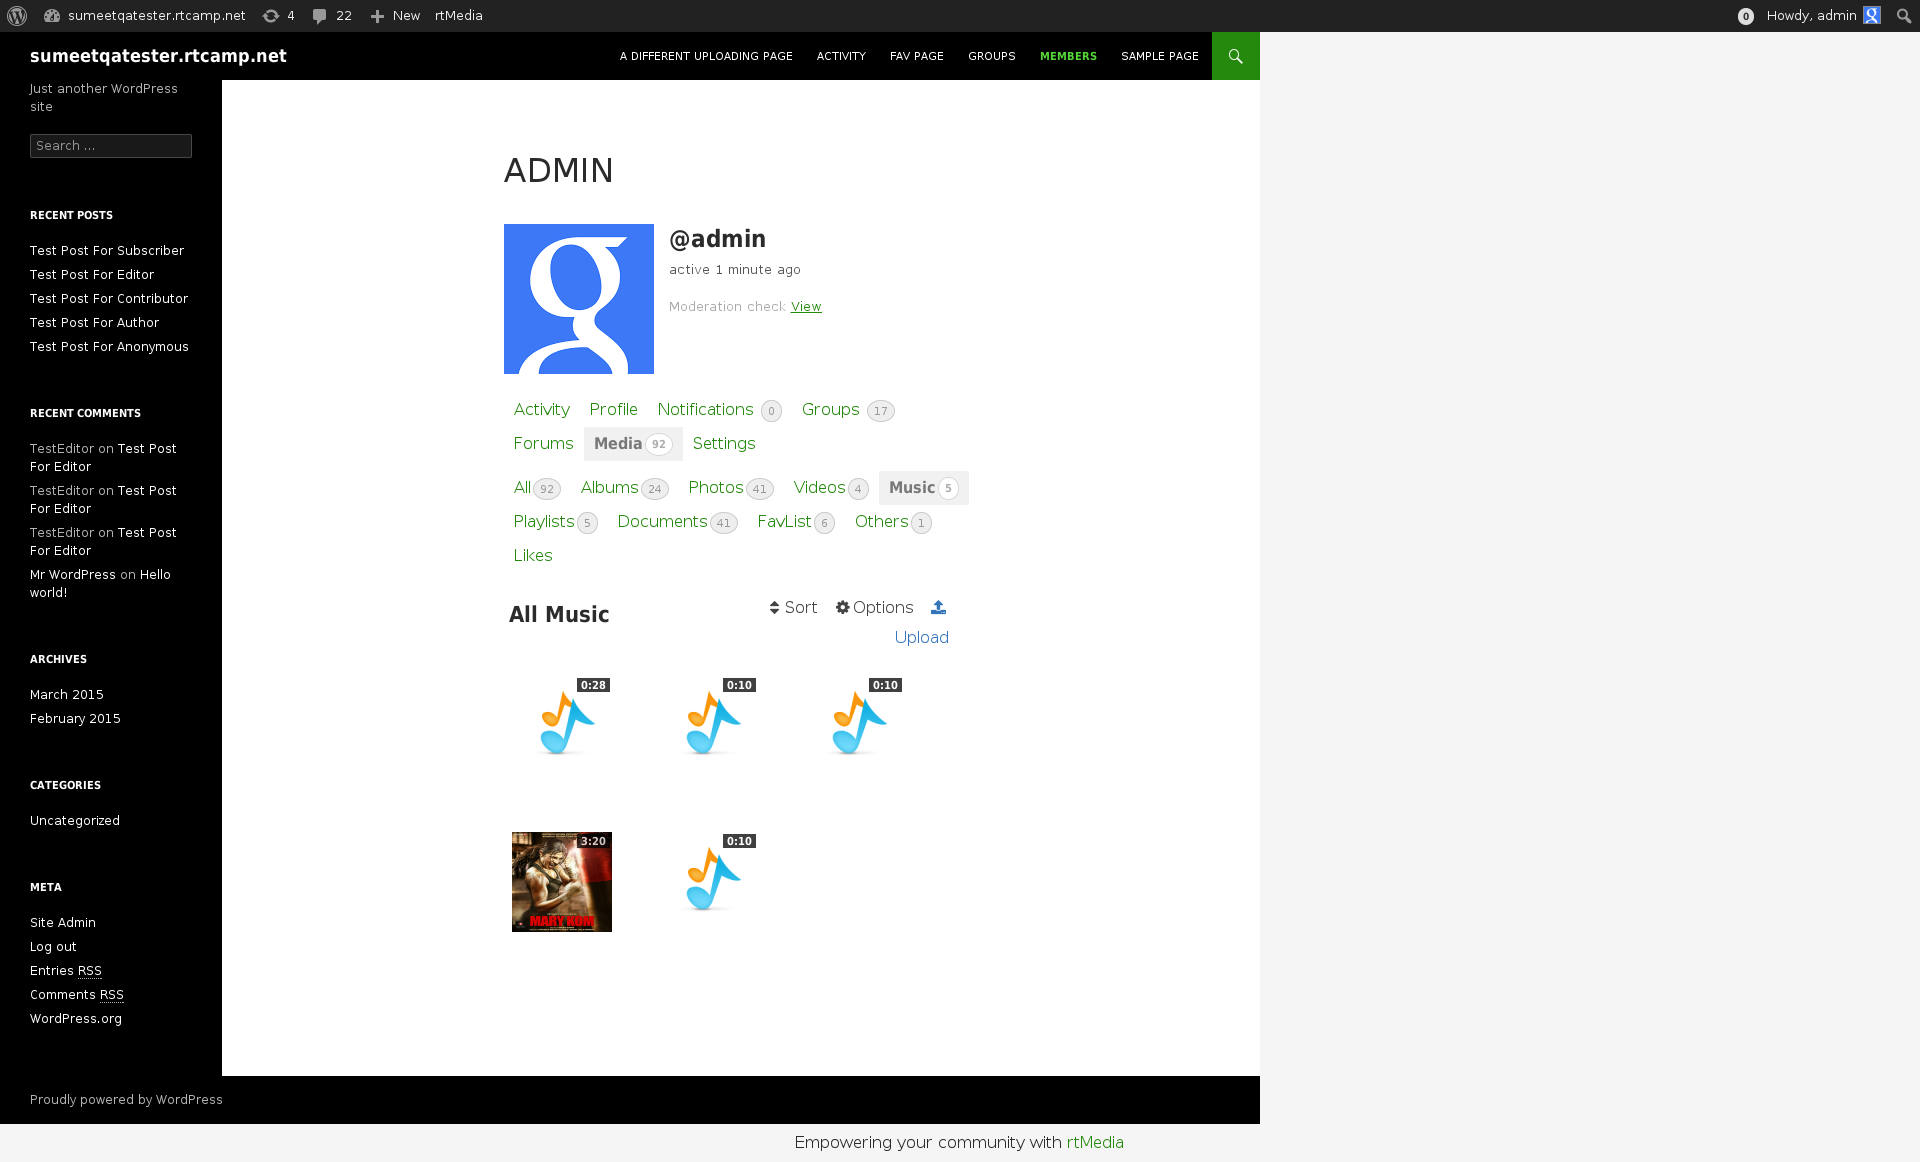 sumeetqatester.rtcamp.net 4 22 New rtMedia 0 Howdy, admin
sumeetqatester.rtcamp.net
A DIFFERENT UPLOADING PAGE ACTIVITY FAV PAGE GROUPS MEMBERS SAMPLE PAGE
Just another WordPress
site
Search ...
RECENT POSTS
Test Post For Subscriber
Test Post For Editor
Test Post For Contributor
Test Post For Author
Test Post For Anonymous
RECENT COMMENTS
TestEditor on Test Post
For Editor
TestEditor on Test Post
For Editor
TestEditor on Test Post
For Editor
Mr WordPress on Hello
world!
ARCHIVES
March 2015
February 2015
CATEGORIES
Uncategorized
META
Site Admin
Log out
Entries RSS
Comments RSS
WordPress.org
ADMIN
g
@admin
active 1 minute ago
Moderation check View
Activity Profile Notifications 0 Groups 17
Forums Media 92 Settings
All 92 Albums 24 Photos 41 Videos 4 Music 5
Playlists 5 Documents 41 FavList 6 Others 1
Likes
All Music
Sort Options
Upload
0:28 0:10 0:10
3:20 0:10
MARY KOM
Proudly powered by WordPress
Empowering your community with rtMedia